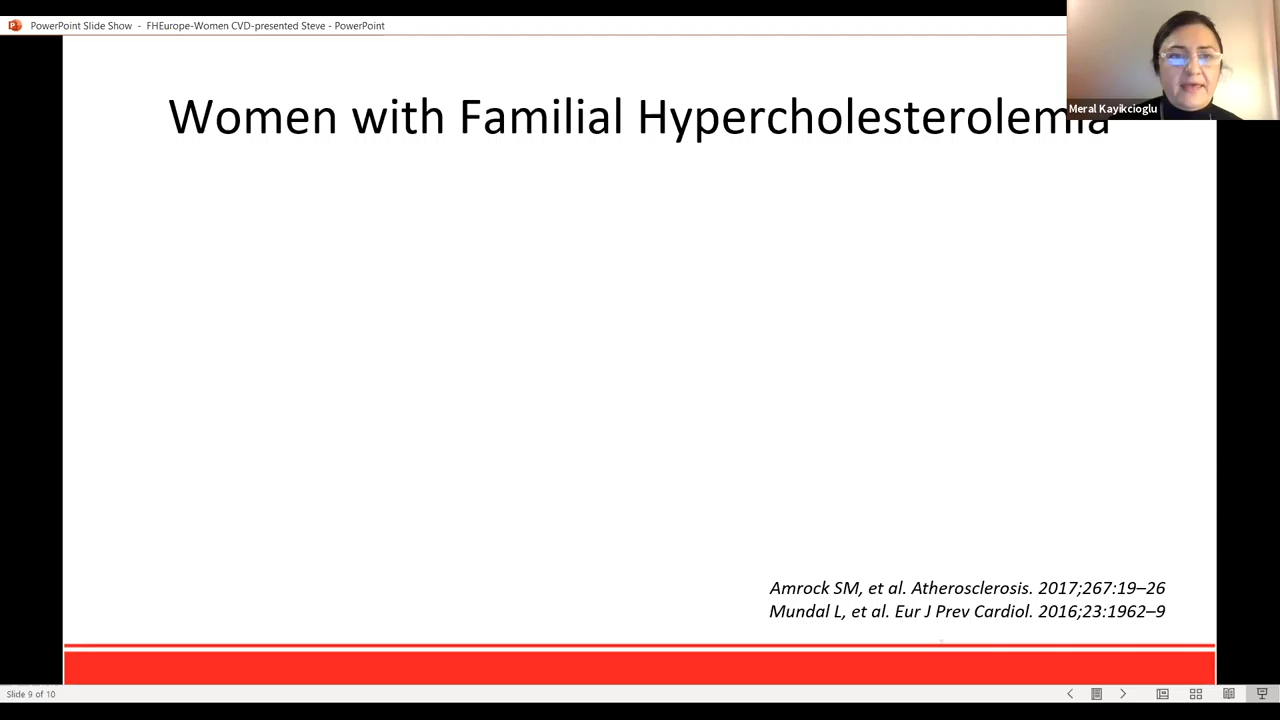 PowerPoint Slide Show - FHEurope-Women CVD-presented Steve - PowerPoint
Meral Kayikcioglu
Women with Familial Hypercholesterolemia
Amrock SM, et al. Atherosclerosis. 2017;267:19–26
Mundal L, et al. Eur J Prev Cardiol. 2016;23:1962–9
Slide 9 of 10